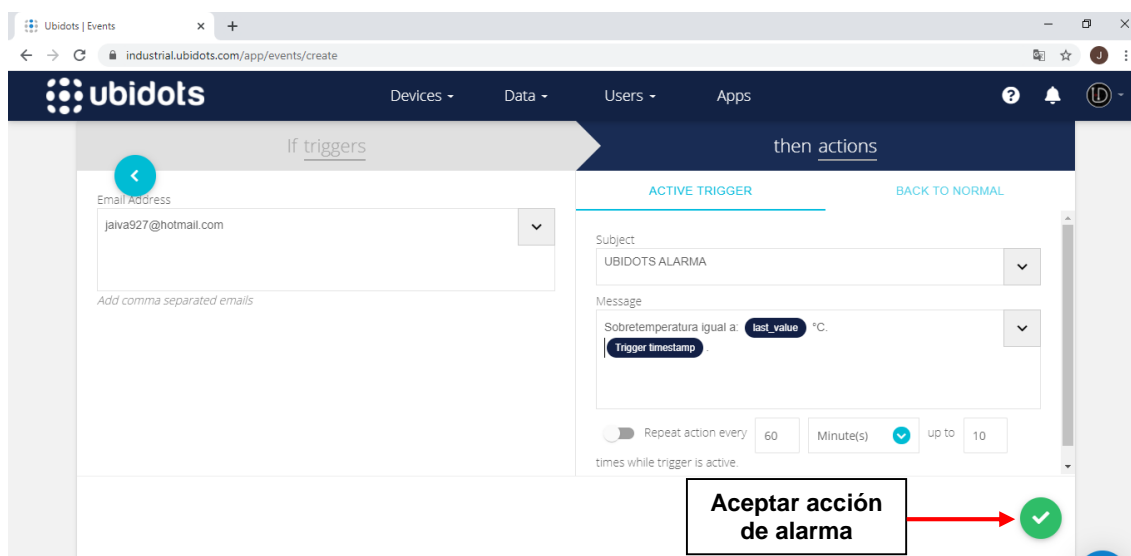 Ubidots | Events
industrial.ubidots.com/app/events/create
J
ubidots
Devices
Data
Users
Apps
If triggers
then actions
Email Address
jaiva927@hotmail.com
Add comma separated emails
ACTIVE TRIGGER
BACK TO NORMAL
Subject
UBIDOTS ALARMA
Message
Sobretemperatura igual a: last_value °C.
Trigger timestamp .
Repeat action every 60 Minute(s) up to 10
times while trigger is active.
Aceptar acción
de alarma